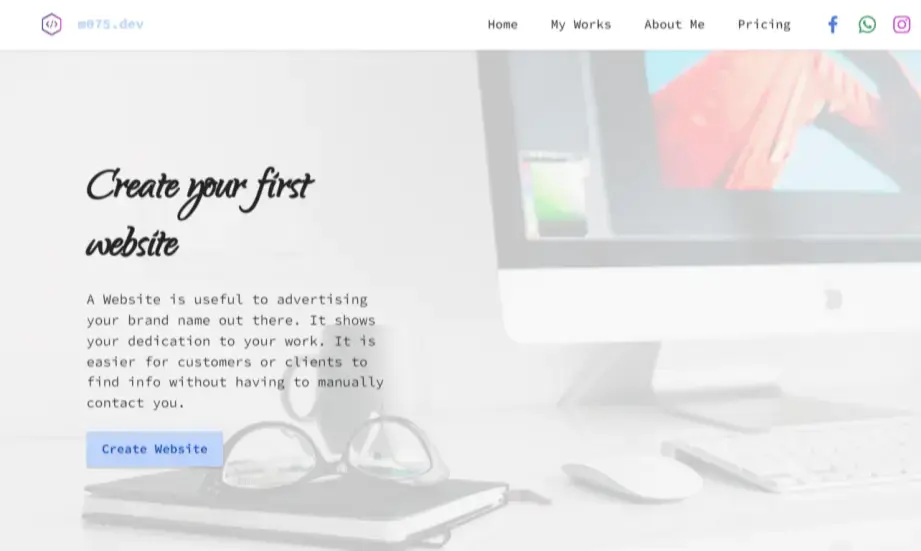 m075.dev
Home My Works About Me Pricing
Create your first
website
A Website is useful to advertising
your brand name out there. It shows
your dedication to your work. It is
easier for customers or clients to
find info without having to manually
contact you.
Create Website